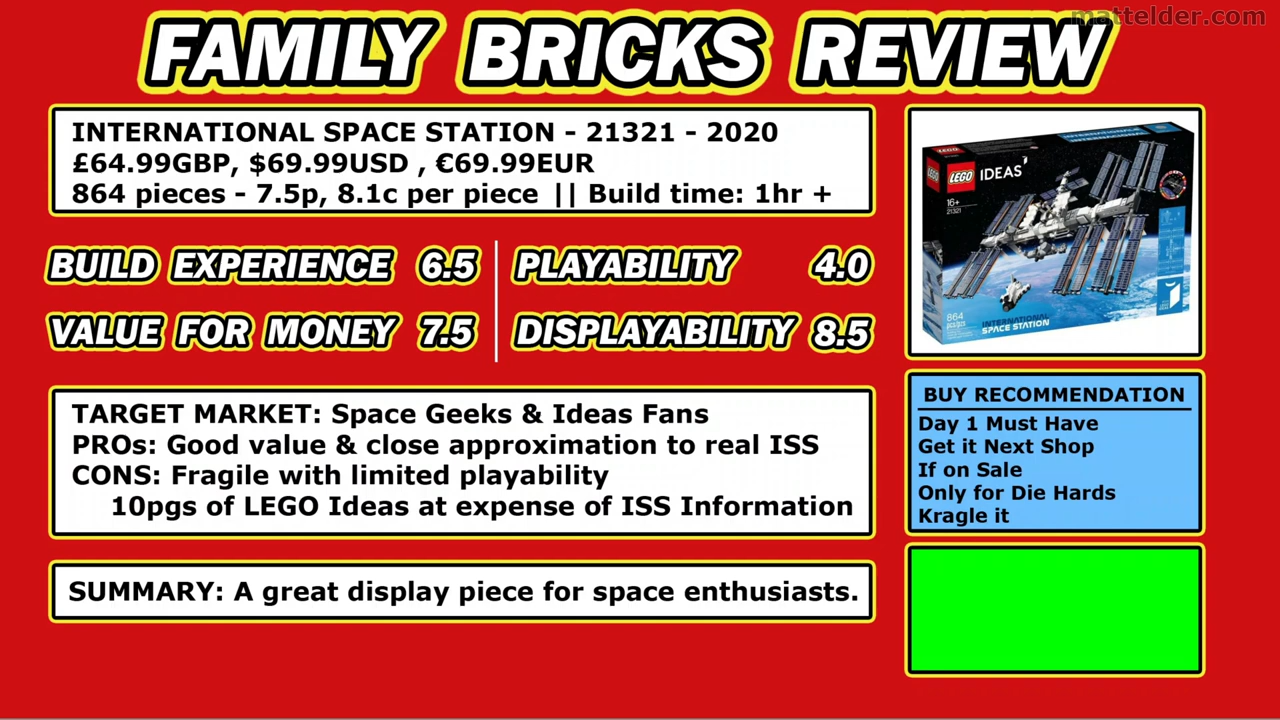 mattelder.com
FAMILY BRICKS REVIEW
INTERNATIONAL SPACE STATION - 21321 - 2020
£64.99GBP, $69.99USD , €69.99EUR
864 pieces - 7.5p, 8.1c per piece || Build time: 1hr +
BUILD EXPERIENCE 6.5
PLAYABILITY 4.0
VALUE FOR MONEY 7.5
DISPLAYABILITY 8.5
TARGET MARKET: Space Geeks & Ideas Fans
PROs: Good value & close approximation to real ISS
CONS: Fragile with limited playability
10pgs of LEGO Ideas at expense of ISS Information
SUMMARY: A great display piece for space enthusiasts.
LEGO IDEAS
16+
21321
864
INTERNATIONAL
SPACE STATION
BUY RECOMMENDATION
Day 1 Must Have
Get it Next Shop
If on Sale
Only for Die Hards
Kragle it